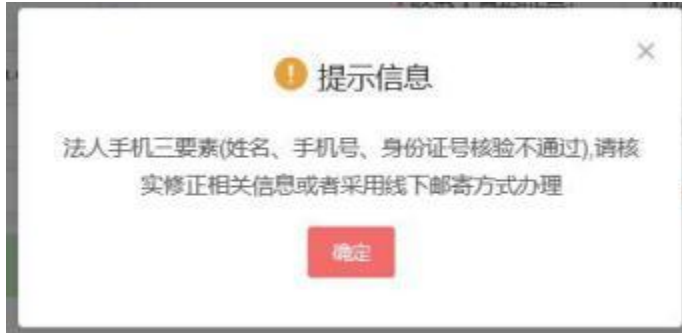 提示信息
法人手机三要素(姓名、手机号、身份证号核验不通过),请核
实修正相关信息或者采用线下邮寄方式办理
确定